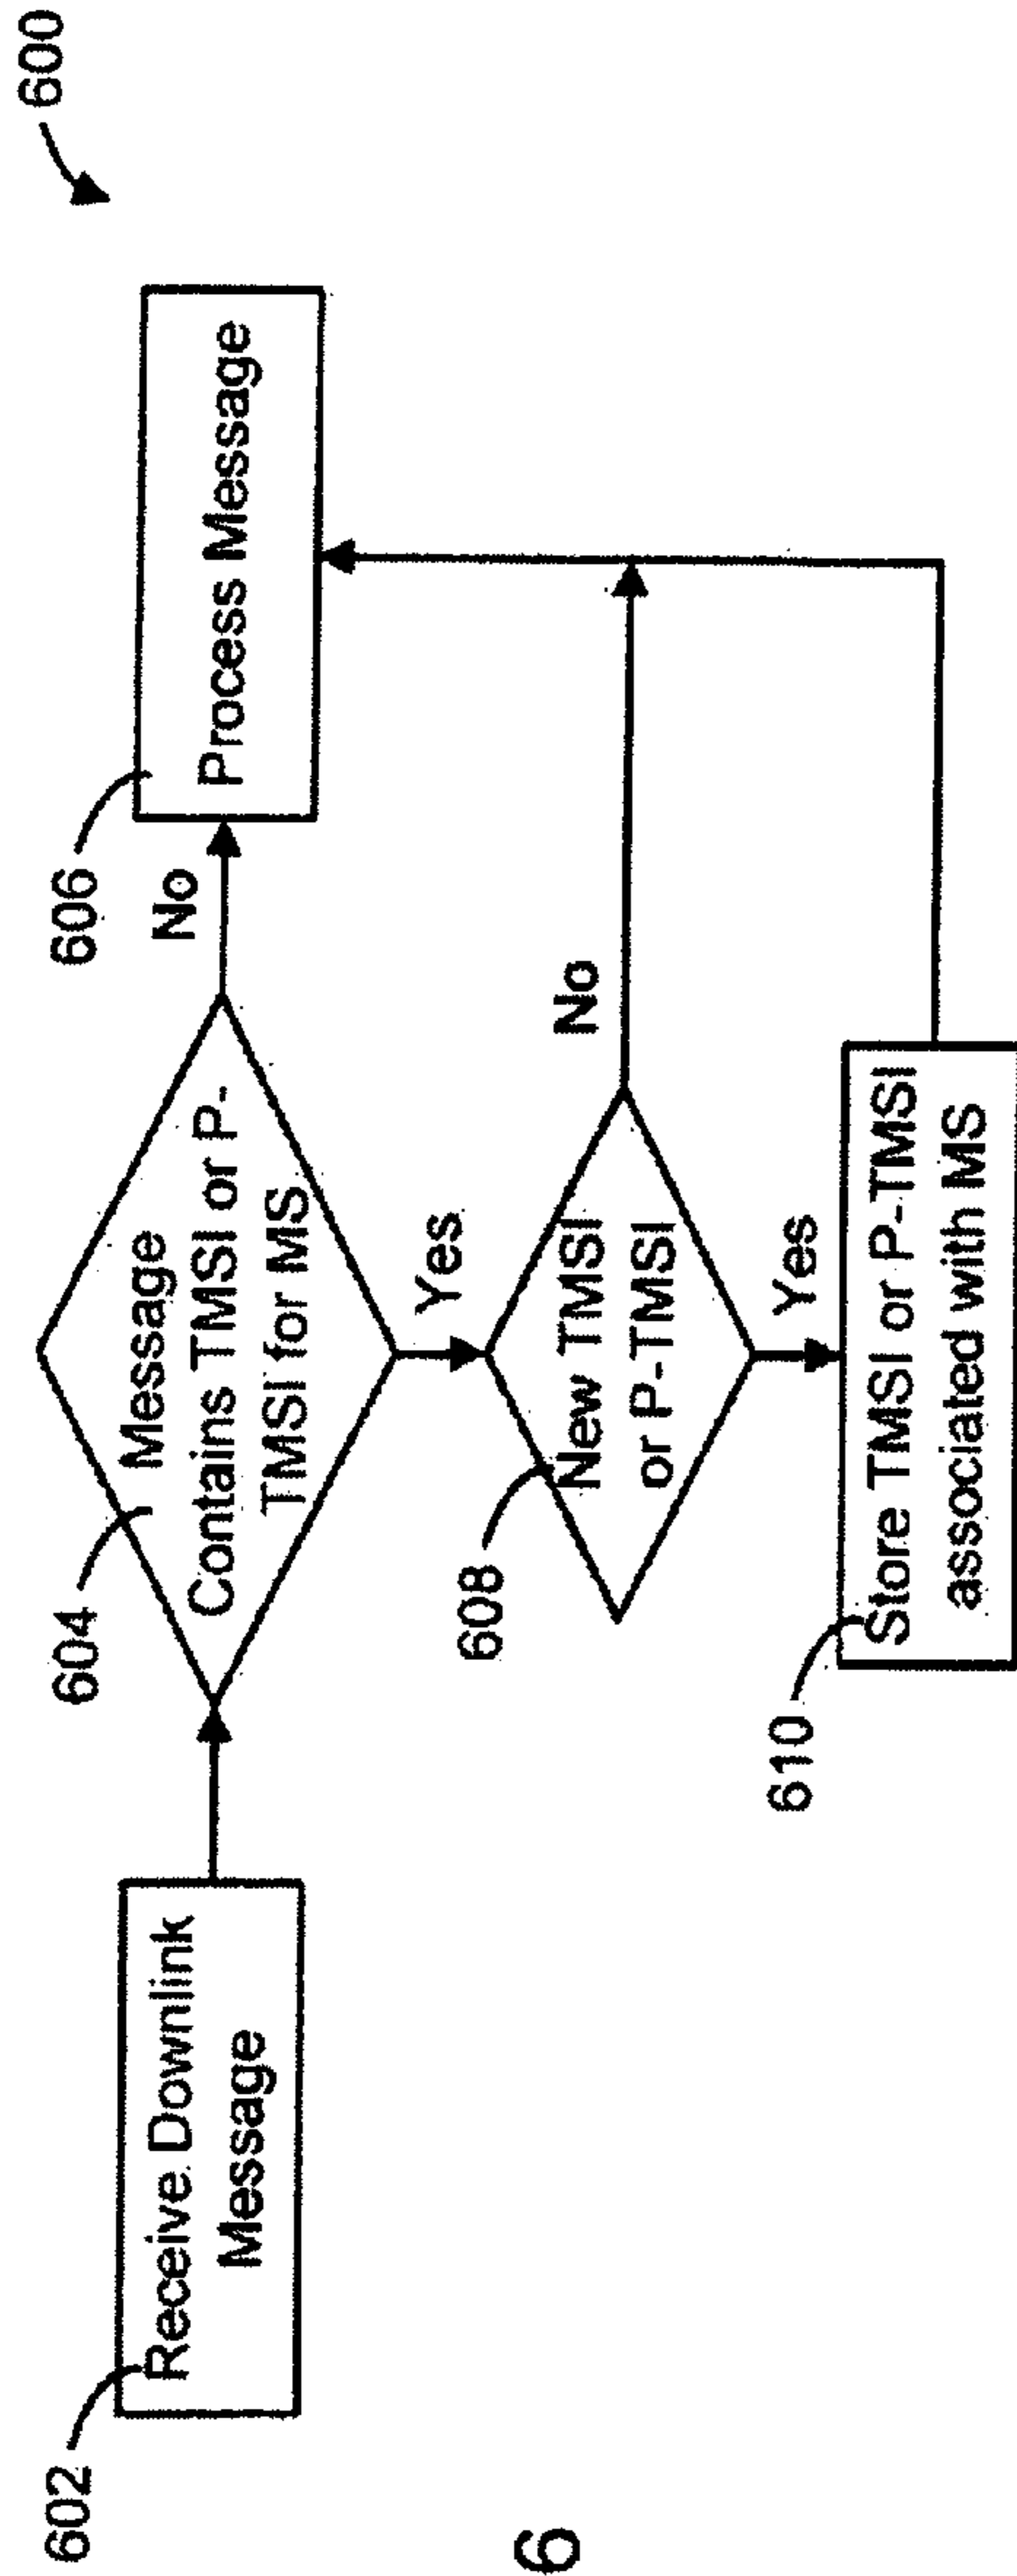 600
602
Receive Downlink
Message
604
Message
Contains TMSI or P-
TMSI for MS
No
606
Process Message
Yes
608
New TMSI
or P-TMSI
No
Yes
610
Store TMSI or P-TMSI
associated with MS
6